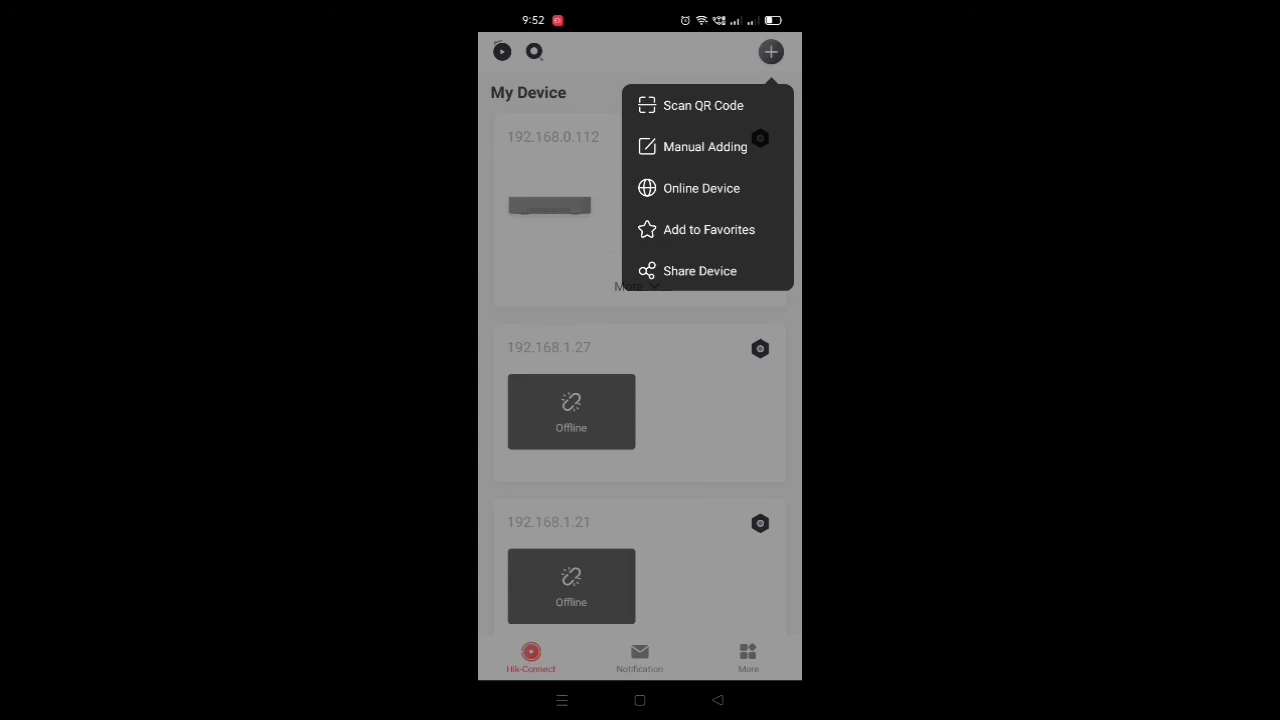 9:52
My Device
Scan QR Code
192.168.0.112
Manual Adding
Online Device
Add to Favorites
Share Device
More
192.168.1.27
Offline
192.168.1.21
Offline
Hik-Connect
Notification
More